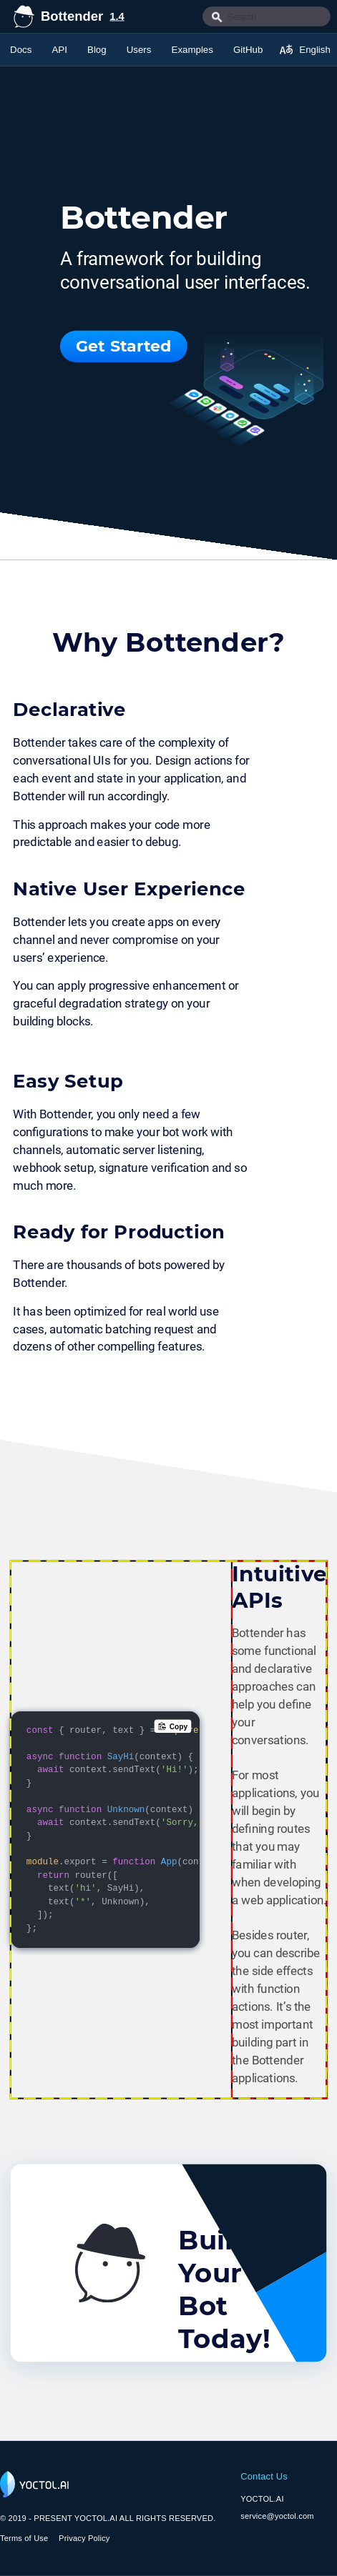 Bottender 1.4
Search
Docs API Blog Users Examples GitHub English
Bottender
A framework for building
conversational user interfaces.
Get Started
Why Bottender?
Declarative
Bottender takes care of the complexity of
conversational UIs for you. Design actions for
each event and state in your application, and
Bottender will run accordingly.
This approach makes your code more
predictable and easier to debug.
Native User Experience
Bottender lets you create apps on every
channel and never compromise on your
users’ experience.
You can apply progressive enhancement or
graceful degradation strategy on your
building blocks.
Easy Setup
With Bottender, you only need a few
configurations to make your bot work with
channels, automatic server listening,
webhook setup, signature verification and so
much more.
Ready for Production
There are thousands of bots powered by
Bottender.
It has been optimized for real world use
cases, automatic batching request and
dozens of other compelling features.
Copy
const { router, text } =
async function SayHi(context) {
await context.sendText('Hi!');
}
async function Unknown(context)
await context.sendText('Sorry,
}
module.export = function App(con
return router([
text('hi', SayHi),
text('*', Unknown),
]);
};
Intuitive
APIs
Bottender has
some functional
and declarative
approaches can
help you define
your
conversations.
For most
applications, you
will begin by
defining routes
that you may
familiar with
when developing
a web application.
Besides router,
you can describe
the side effects
with function
actions. It’s the
most important
building part in
the Bottender
applications.
Your
Bot
Today!
YOCTOL.AI
© 2019 - PRESENT YOCTOL.AI ALL RIGHTS RESERVED.
Terms of Use Privacy Policy
Contact Us
YOCTOL.AI
service@yoctol.com